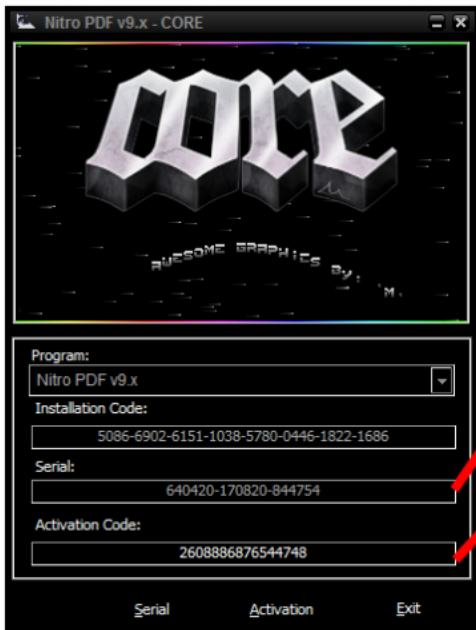 Nitro PDF v9.x - CORE
core
AWESOME GRAPHICS BY: 'M.
Program:
Nitro PDF v9.x
Installation Code:
5086-6902-6151-1038-5780-0446-1822-1686
Serial:
640420-170820-844754
Activation Code:
2608886876544748
Serial Activation Exit